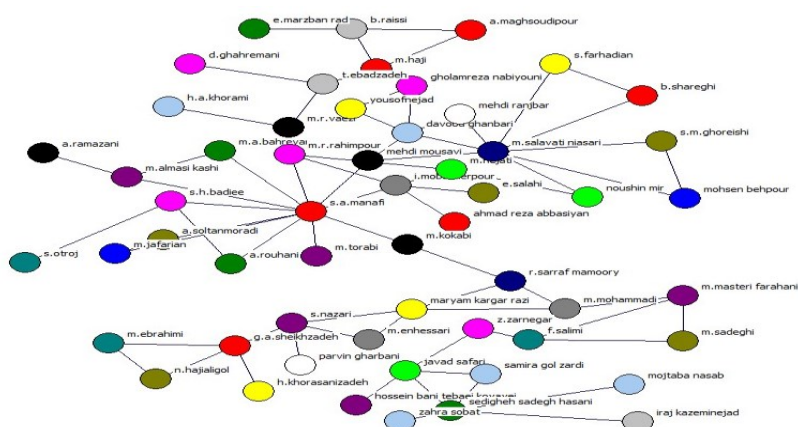 e.marzban rad
b.raissi
a.maghsoudipour
d.ghahremani
m.haji
s.farhadian
t.ebadzadeh
gholamreza nabiyouni
b.shareghi
h.a.khorami
yousofnejad
mehdi ranjbar
m.r.vaezi
davood ghanbari
s.m.ghoreishi
a.ramazani
m.a.bahreyai
m.r.rahimpour
mehdi mousavi
m.salavati niasari
m.almasi kashi
e.salahi
noushin mir
mohsen behpour
s.h.badiee
s.a.manafi
ahmad reza abbasiyan
a.soltanmoradi
m.kokabi
s.otroj
m.jafarian
a.rouhani
m.torabi
r.sarraf mamoory
m.masteri farahani
maryam kargar razi
m.mohammadi
s.nazari
z.zarnegar
m.ebrahimi
g.a.sheikhzadeh
m.enhessari
f.salimi
m.sadeghi
parvin gharbani
n.hajialigol
javad safari
samira gol zardi
h.khorasanizadeh
mojtaba nasab
hossein bani
sedigheh sadegh hasani
zahra sobat
iraj kazeminejad